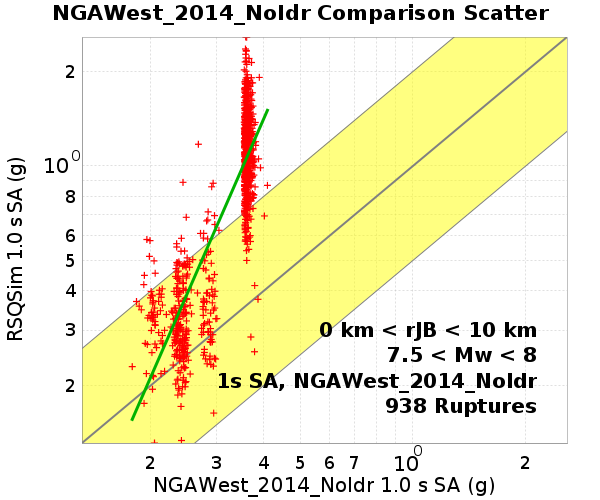 NGAWest_2014_NoIdr Comparison Scatter
RSQSim 1.0 s SA (g)
2
10⁰
8
6
5
4
3
2
0 km < rJB < 10 km
7.5 < Mw < 8
1s SA, NGAWest_2014_NoIdr
938 Ruptures
2 3 4 5 6 7 10⁰ 2
NGAWest_2014_NoIdr 1.0 s SA (g)